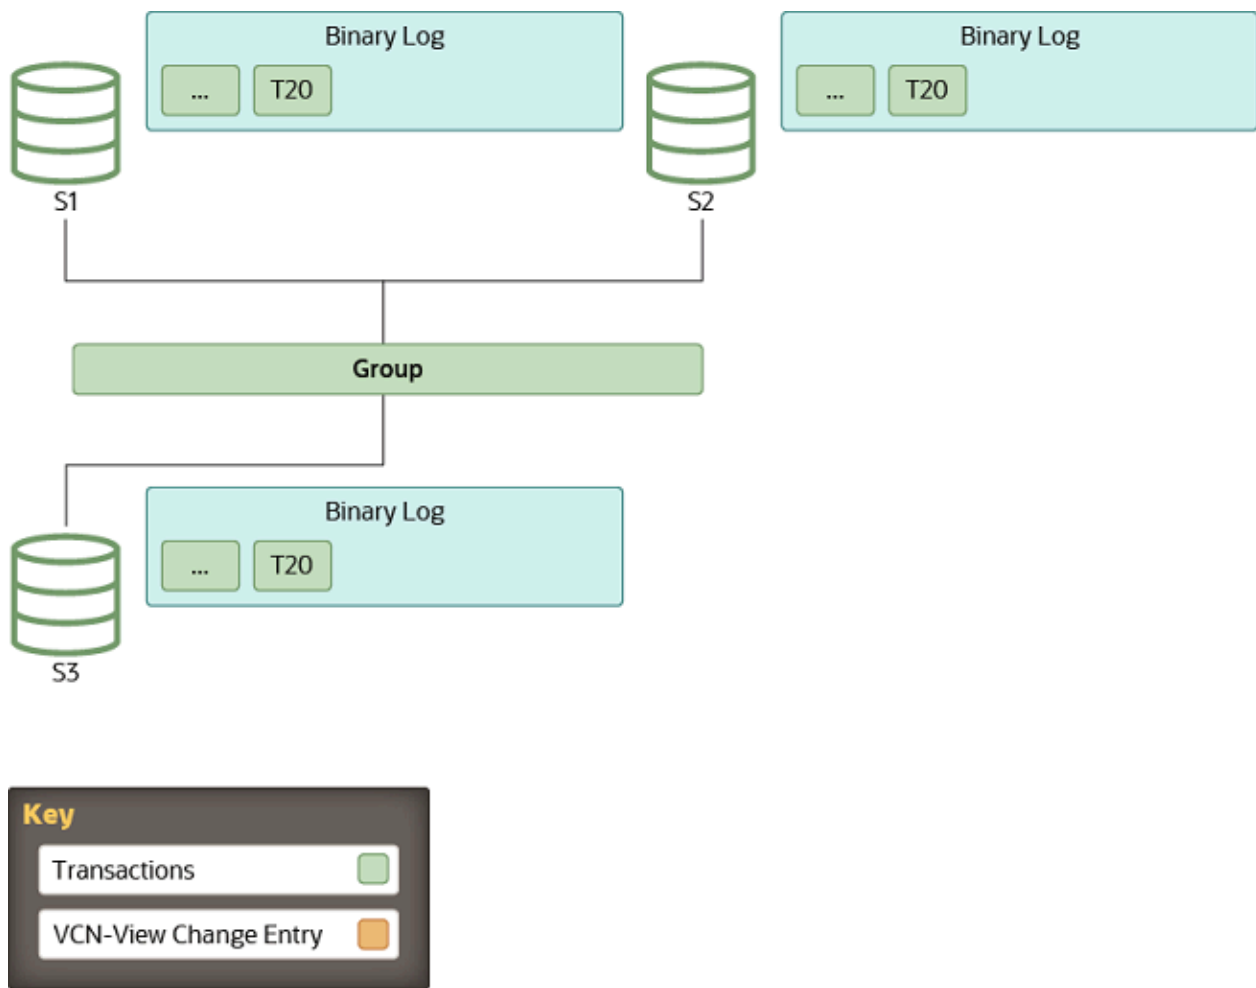 Binary Log
... T20
S1
Binary Log
... T20
S2
Group
Binary Log
... T20
S3
Key
Transactions
VCN-View Change Entry